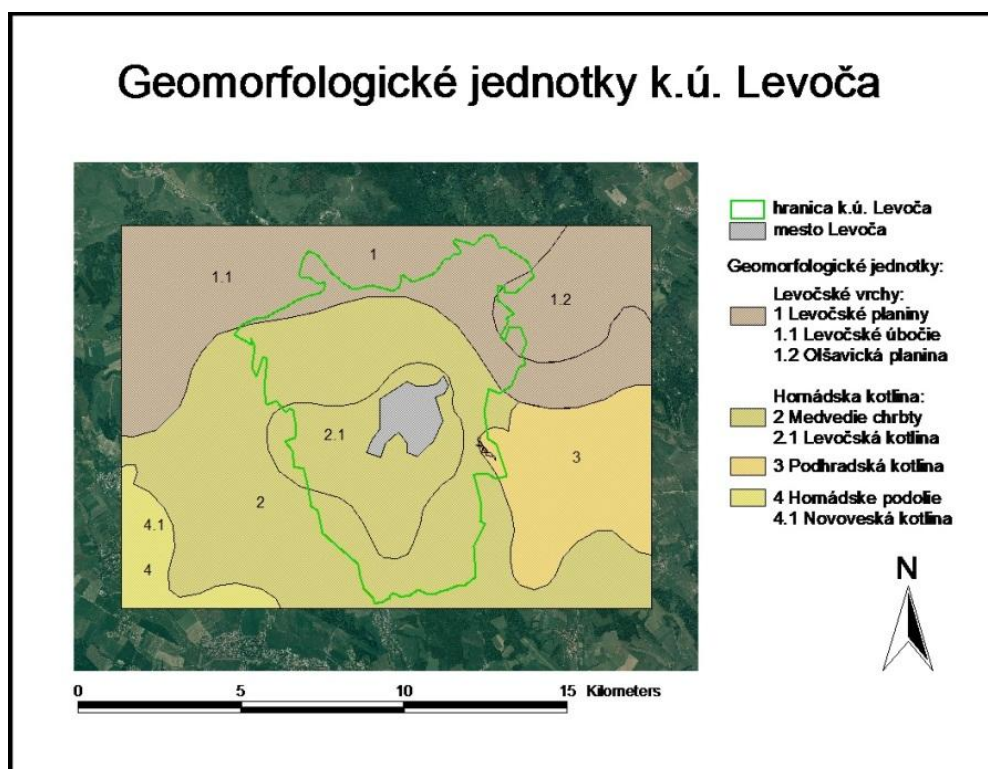 Geomorfologické jednotky k.ú. Levoča
hranica k.ú. Levoča
mesto Levoča
Geomorfologické jednotky:
Levočské vrchy:
1 Levočské planiny
1.1 Levočské úbočie
1.2 Olšavická planina
Hornádska kotlina:
2 Medvedie chrbty
2.1 Levočská kotlina
3 Podhradská kotlina
4 Hornádske podolie
4.1 Novoveská kotlina
1
1.1
1.2
2.1
3
2
4.1
4
N
0 5 10 15 Kilometers